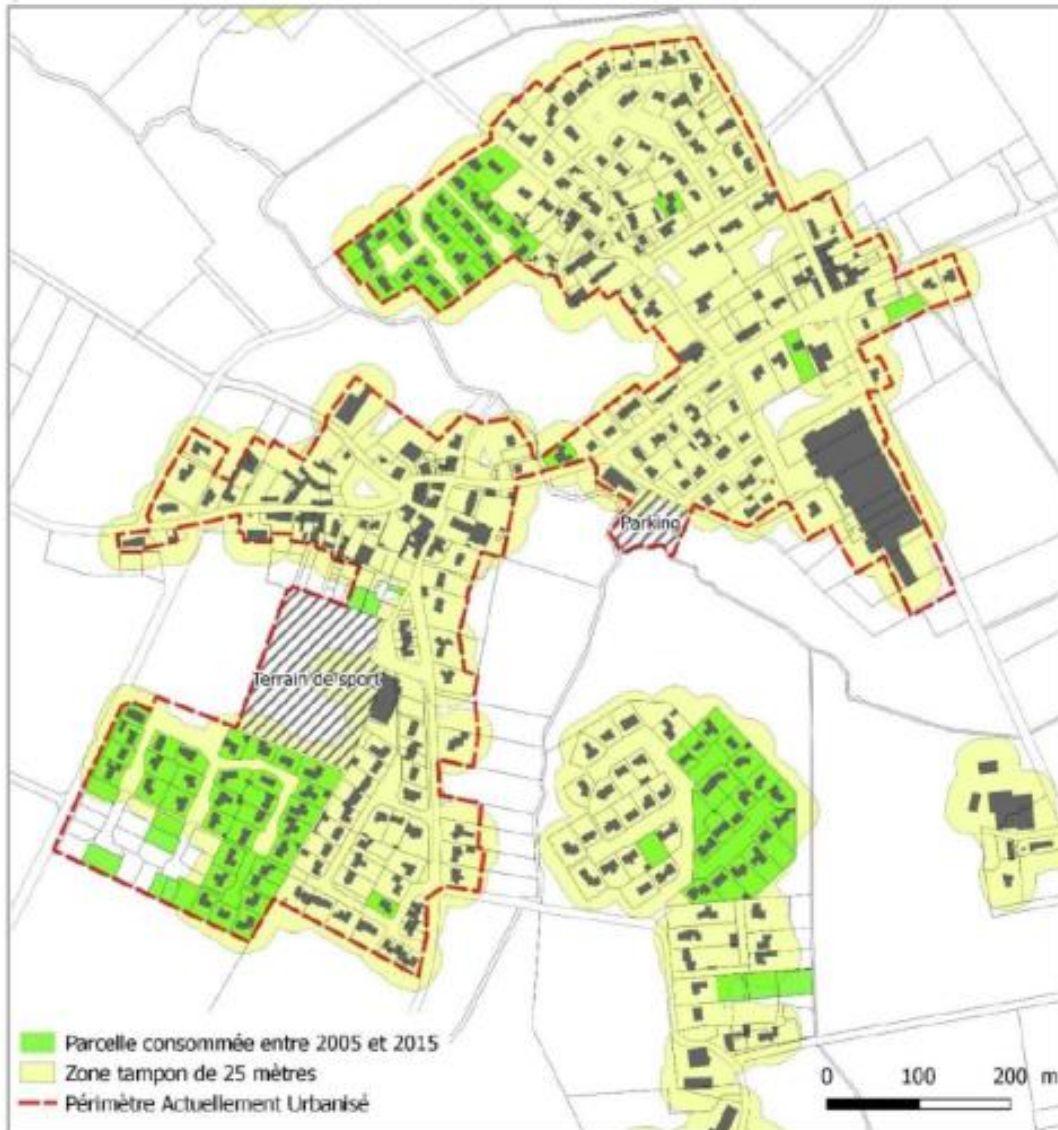 Parking
Terrain de sport
Parcelle consommée entre 2005 et 2015
Zone tampon de 25 mètres
Périmètre Actuellement Urbanisé
0 100 200 m